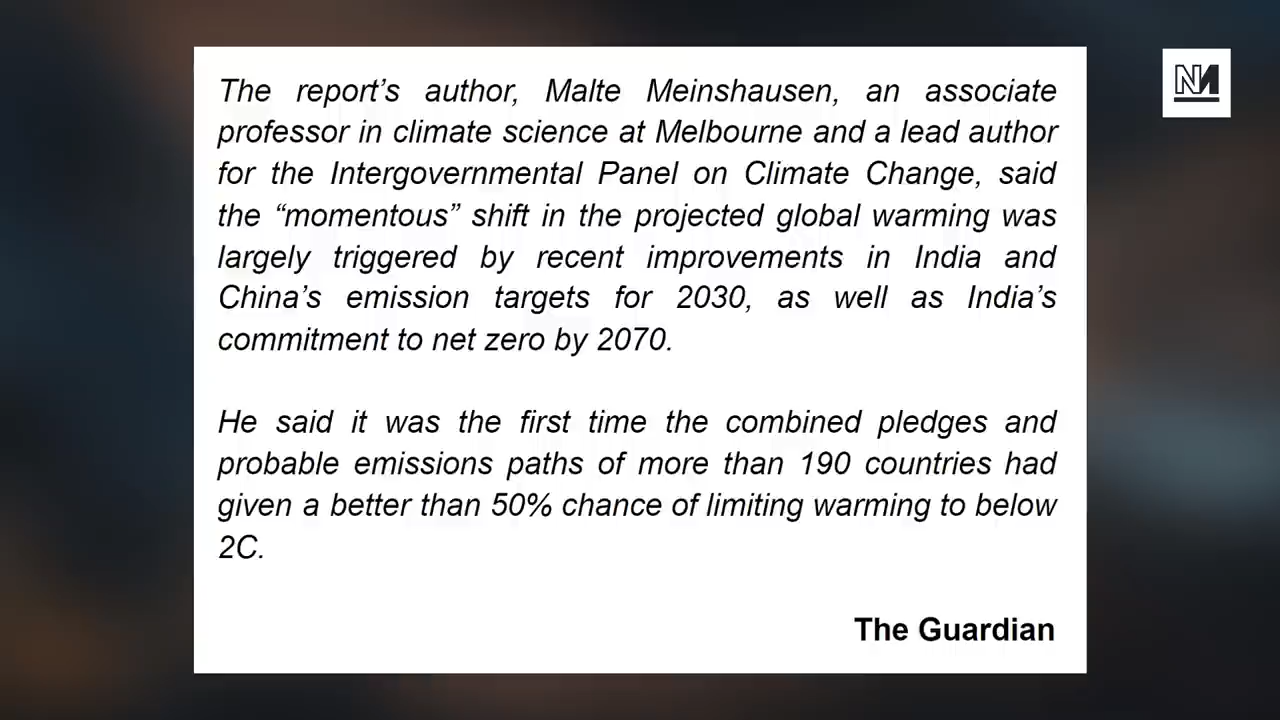 The report’s author, Malte Meinshausen, an associate
professor in climate science at Melbourne and a lead author
for the Intergovernmental Panel on Climate Change, said
the “momentous” shift in the projected global warming was
largely triggered by recent improvements in India and
China’s emission targets for 2030, as well as India’s
commitment to net zero by 2070.
He said it was the first time the combined pledges and
probable emissions paths of more than 190 countries had
given a better than 50% chance of limiting warming to below
2C.
The Guardian
NM